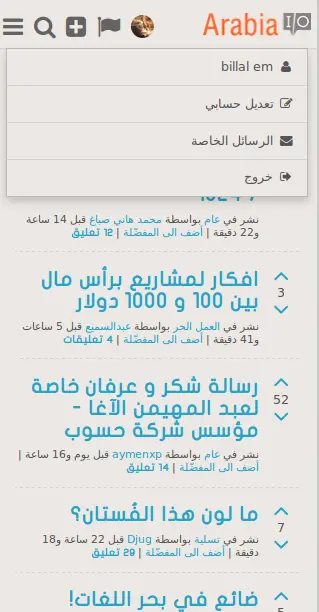 Arabia I/O
billal em
تعديل حسابي
الرسائل الخاصة
خروج
نشر في عام بواسطة محمد هاني صباغ قبل 14 ساعة
و22 دقيقة | أضف الى المفضّلة | 12 تعليق
افكار لمشاريع برأس مال
بين 100 و 1000 دولار
3
نشر في العمل الحر بواسطة عبدالسميع قبل 5 ساعات
و41 دقيقة | أضف الى المفضّلة | 4 تعليقات
رسالة شكر و عرفان خاصة
لعبد المهيمن الآغا -
مؤسس شركة حسوب
52
نشر في عام بواسطة aymenxp قبل يوم و16 ساعة |
أضف الى المفضّلة | 14 تعليق
ما لون هذا الفُستان؟
7
نشر في تسلية بواسطة Djug قبل 22 ساعة و18
دقيقة | أضف الى المفضّلة | 29 تعليق
ضائع في بحر اللغات!